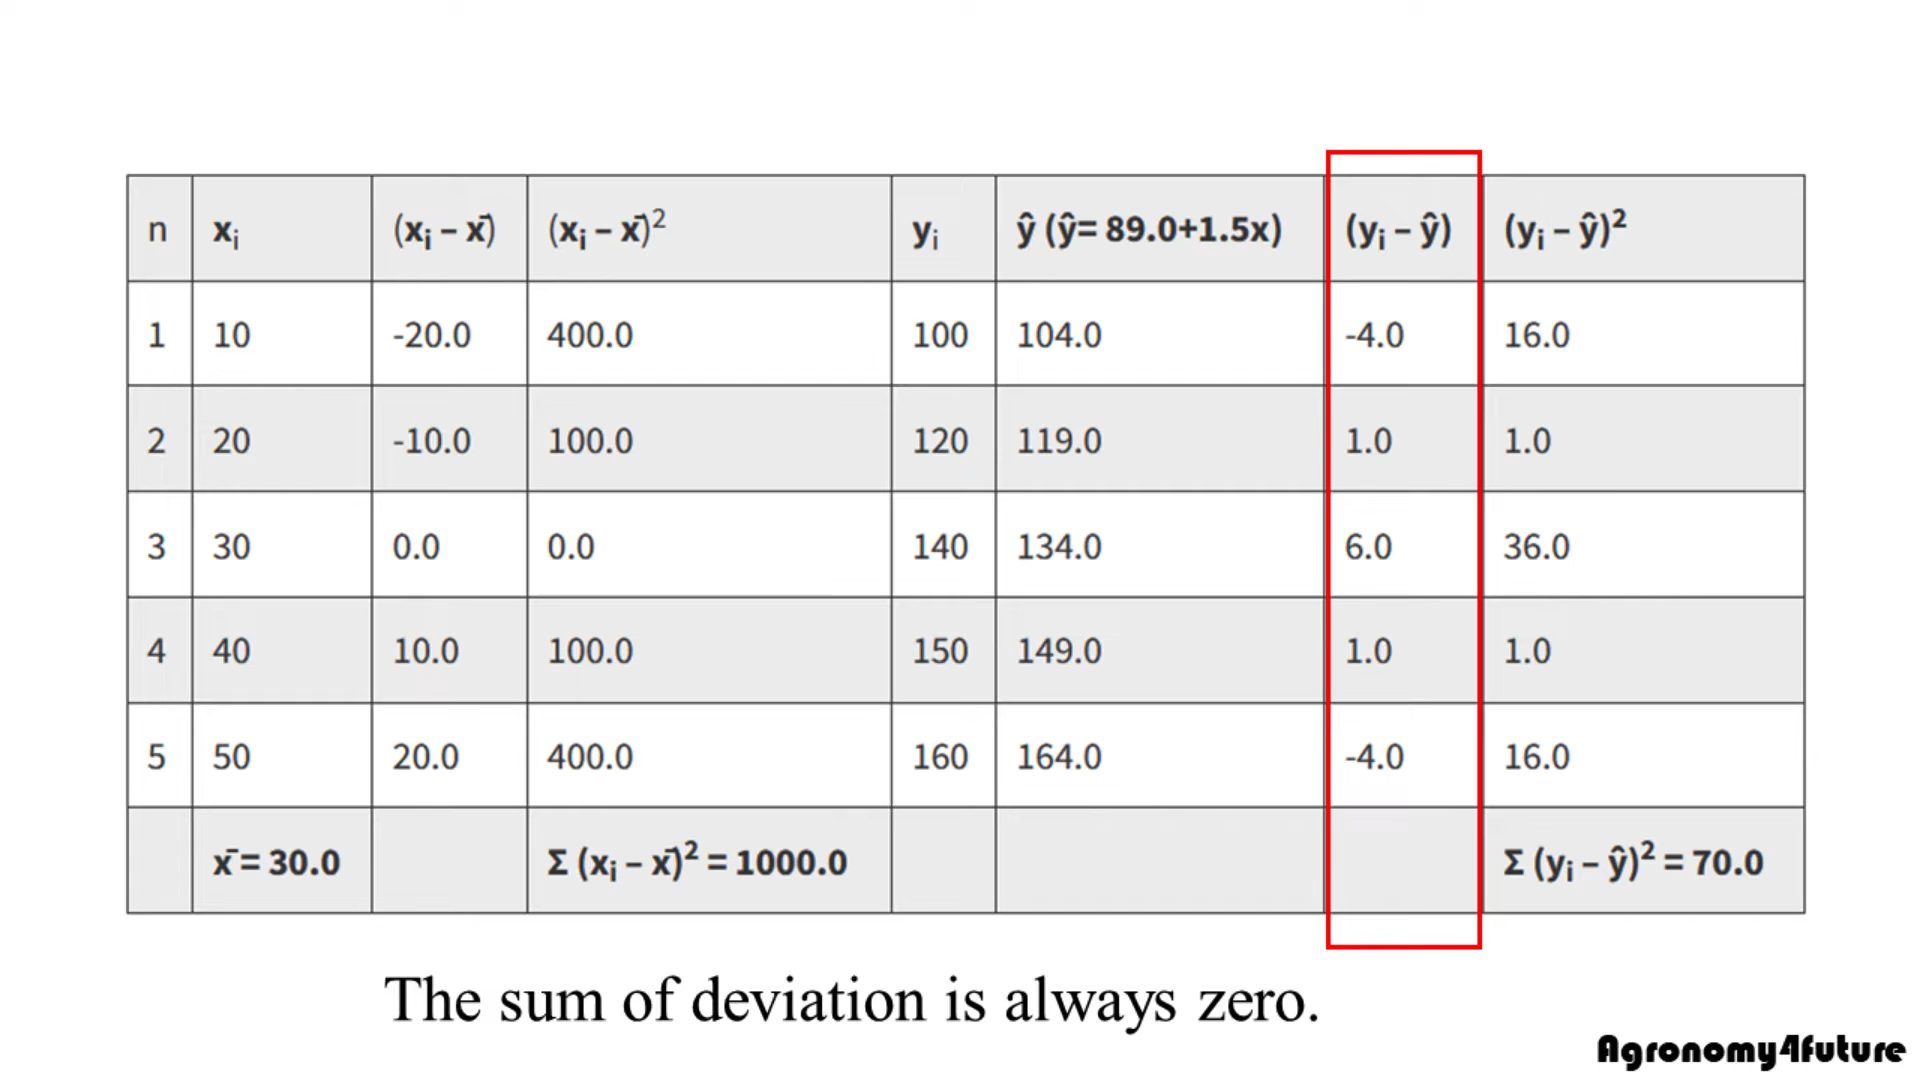 n xᵢ (xᵢ – x̄) (xᵢ – x̄)² yᵢ ŷ (ŷ= 89.0+1.5x) (yᵢ – ŷ) (yᵢ – ŷ)²
1 10 -20.0 400.0 100 104.0 -4.0 16.0
2 20 -10.0 100.0 120 119.0 1.0 1.0
3 30 0.0 0.0 140 134.0 6.0 36.0
4 40 10.0 100.0 150 149.0 1.0 1.0
5 50 20.0 400.0 160 164.0 -4.0 16.0
x̄ = 30.0 Σ (xᵢ – x̄)² = 1000.0 Σ (yᵢ – ŷ)² = 70.0
The sum of deviation is always zero.
Agronomy4future